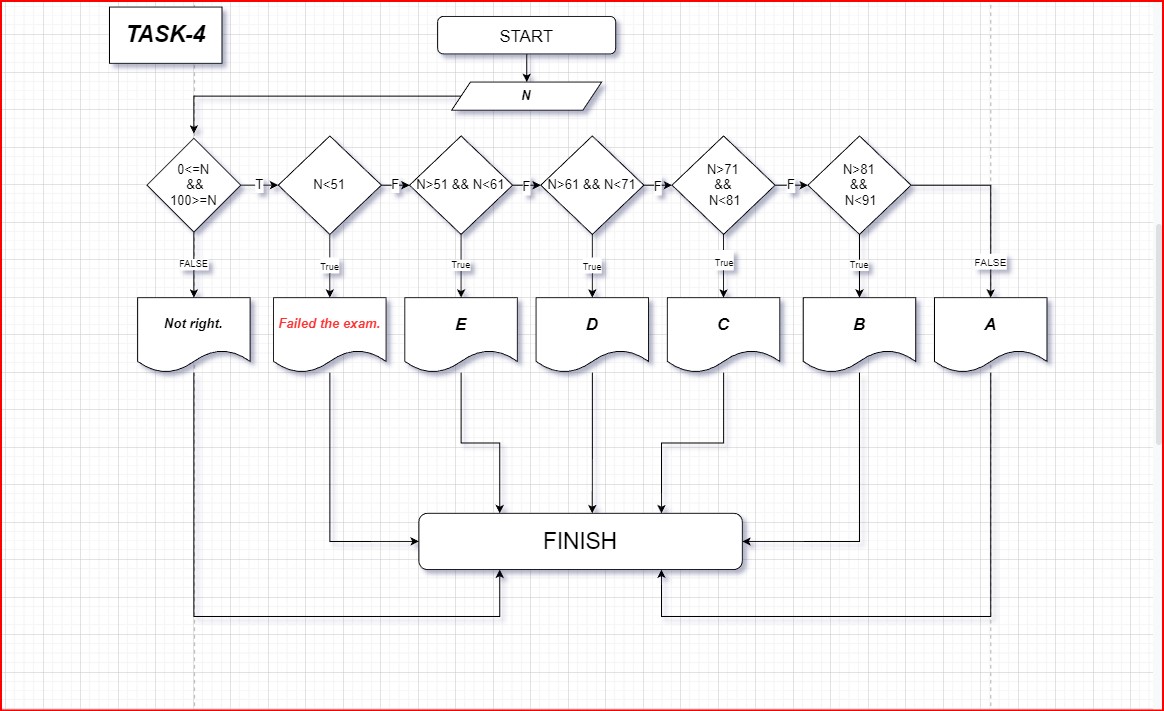 TASK-4
START
N
0<=N
&&
100>=N
T
N<51
F
N>51 && N<61
F
N>61 && N<71
F
N>71
&&
N<81
F
N>81
&&
N<91
FALSE
True
True
True
True
True
FALSE
Not right.
Failed the exam.
E
D
C
B
A
FINISH